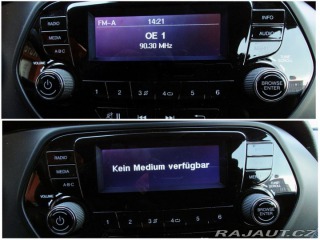 FM-A 14:21
OE 1
90.30 MHz
RADIO
MEDIA
A-B-C
VOLUME
INFO
AUDIO
BROWSE
ENTER
1 2 3 4 5 6
RADIO
MEDIA
A-B-C
VOLUME
Kein Medium verfügbar
BROWSE
ENTER
1 2 3 4 5 6
RAJAUT.CZ